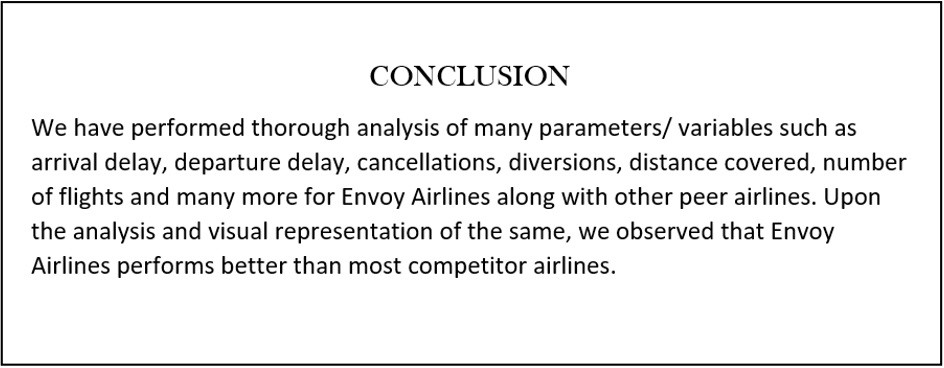 CONCLUSION
We have performed thorough analysis of many parameters/ variables such as
arrival delay, departure delay, cancellations, diversions, distance covered, number
of flights and many more for Envoy Airlines along with other peer airlines. Upon
the analysis and visual representation of the same, we observed that Envoy
Airlines performs better than most competitor airlines.